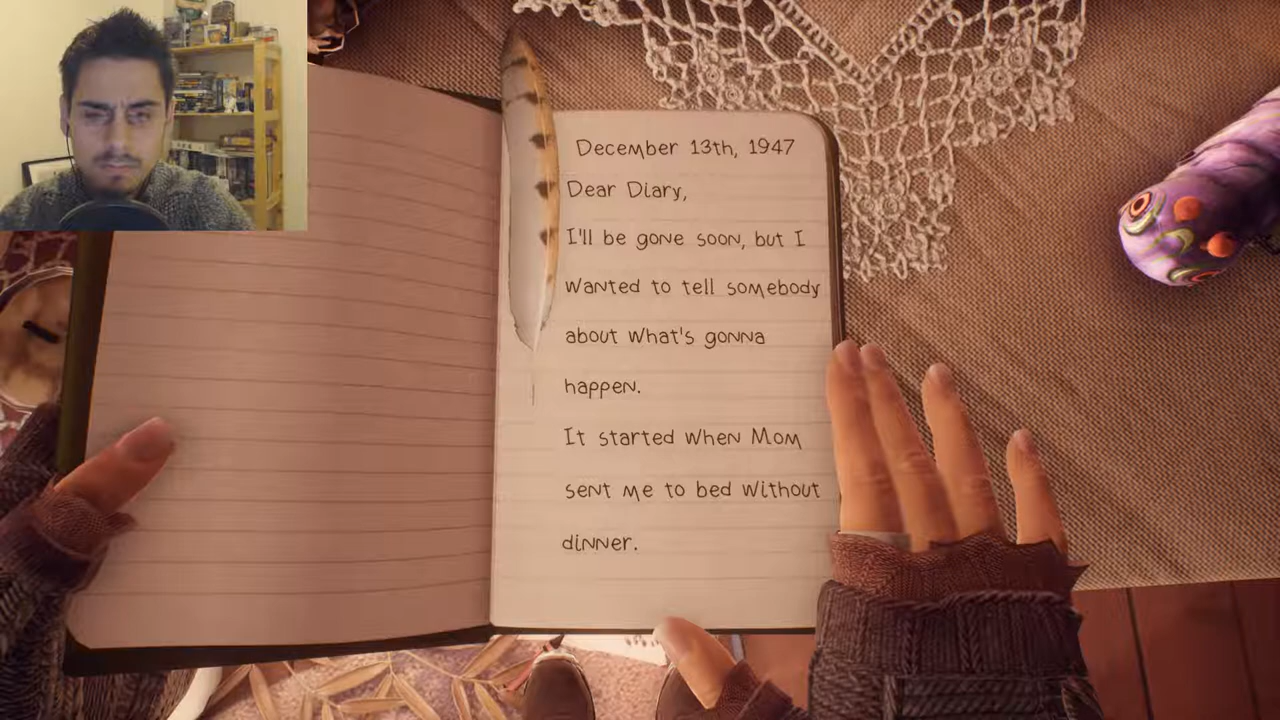 December 13th, 1947
Dear Diary,
I'll be gone soon, but I
wanted to tell somebody
about what's gonna
happen.
It started when Mom
sent me to bed without
dinner.